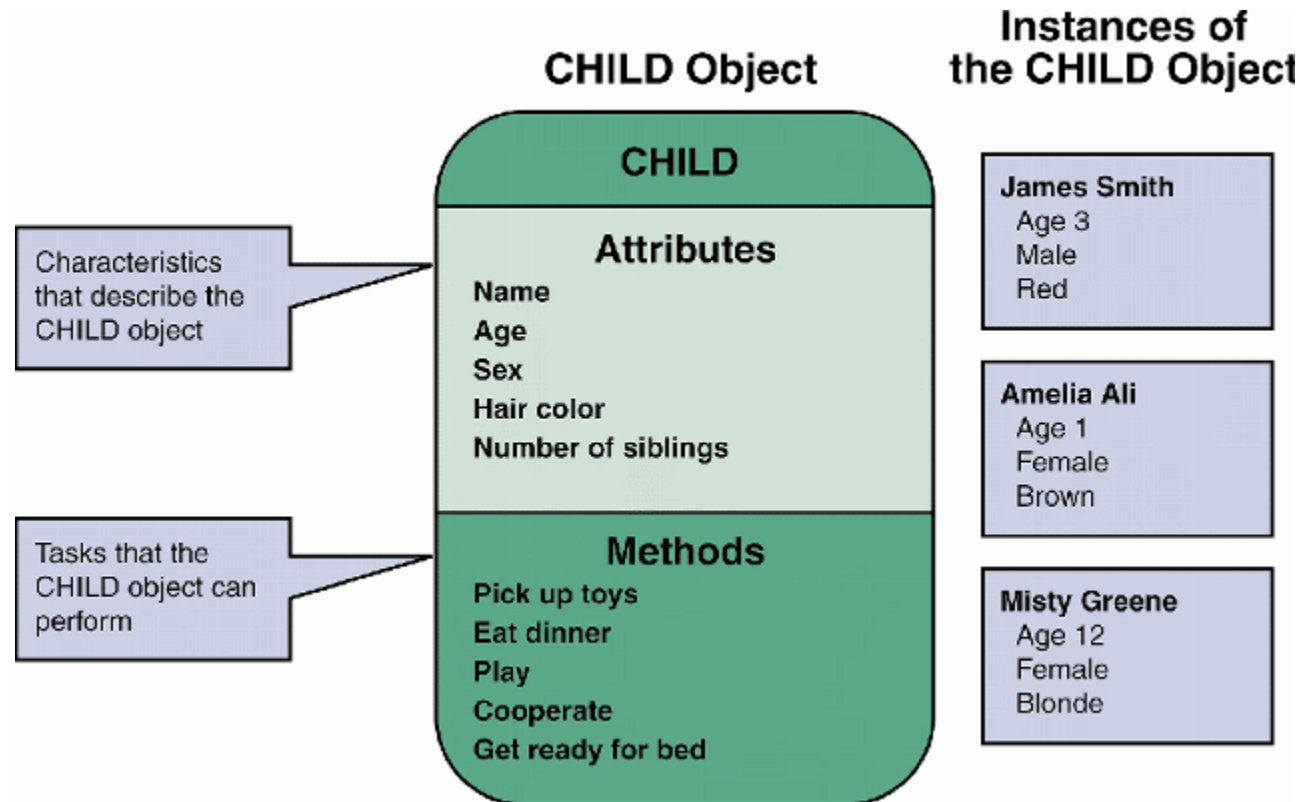 CHILD Object
Instances of
the CHILD Object
CHILD
Attributes
Name
Age
Sex
Hair color
Number of siblings
Methods
Pick up toys
Eat dinner
Play
Cooperate
Get ready for bed
Characteristics
that describe the
CHILD object
Tasks that the
CHILD object can
perform
James Smith
Age 3
Male
Red
Amelia Ali
Age 1
Female
Brown
Misty Greene
Age 12
Female
Blonde